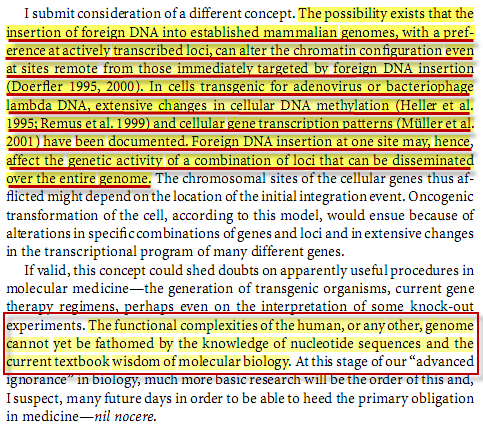 I submit consideration of a different concept. The possibility exists that the
insertion of foreign DNA into established mammalian genomes, with a pref-
erence at actively transcribed loci, can alter the chromatin configuration even
at sites remote from those immediately targeted by foreign DNA insertion
(Doerfler 1995, 2000). In cells transgenic for adenovirus or bacteriophage
lambda DNA, extensive changes in cellular DNA methylation (Heller et al.
1995; Remus et al. 1999) and cellular gene transcription patterns (Müller et al.
2001) have been documented. Foreign DNA insertion at one site may, hence,
affect the genetic activity of a combination of loci that can be disseminated
over the entire genome. The chromosomal sites of the cellular genes thus af-
flicted might depend on the location of the initial integration event. Oncogenic
transformation of the cell, according to this model, would ensue because of
alterations in specific combinations of genes and loci and in extensive changes
in the transcriptional program of many different genes.
If valid, this concept could shed doubts on apparently useful procedures in
molecular medicine—the generation of transgenic organisms, current gene
therapy regimens, perhaps even on the interpretation of some knock-out
experiments. The functional complexities of the human, or any other, genome
cannot yet be fathomed by the knowledge of nucleotide sequences and the
current textbook wisdom of molecular biology. At this stage of our “advanced
ignorance” in biology, much more basic research will be the order of this and,
I suspect, many future days in order to be able to heed the primary obligation
in medicine—nil nocere.